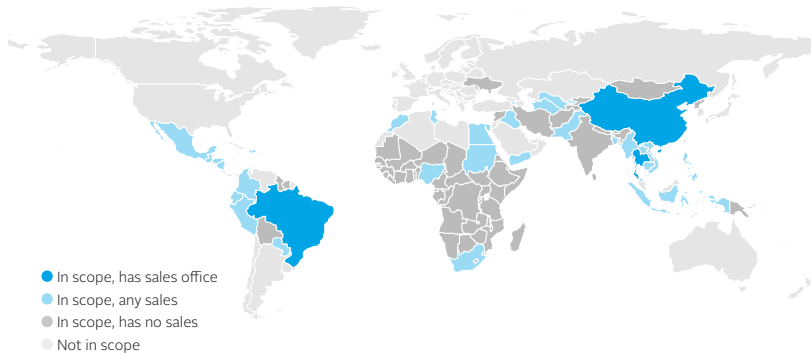 In scope, has sales office
In scope, any sales
In scope, has no sales
Not in scope